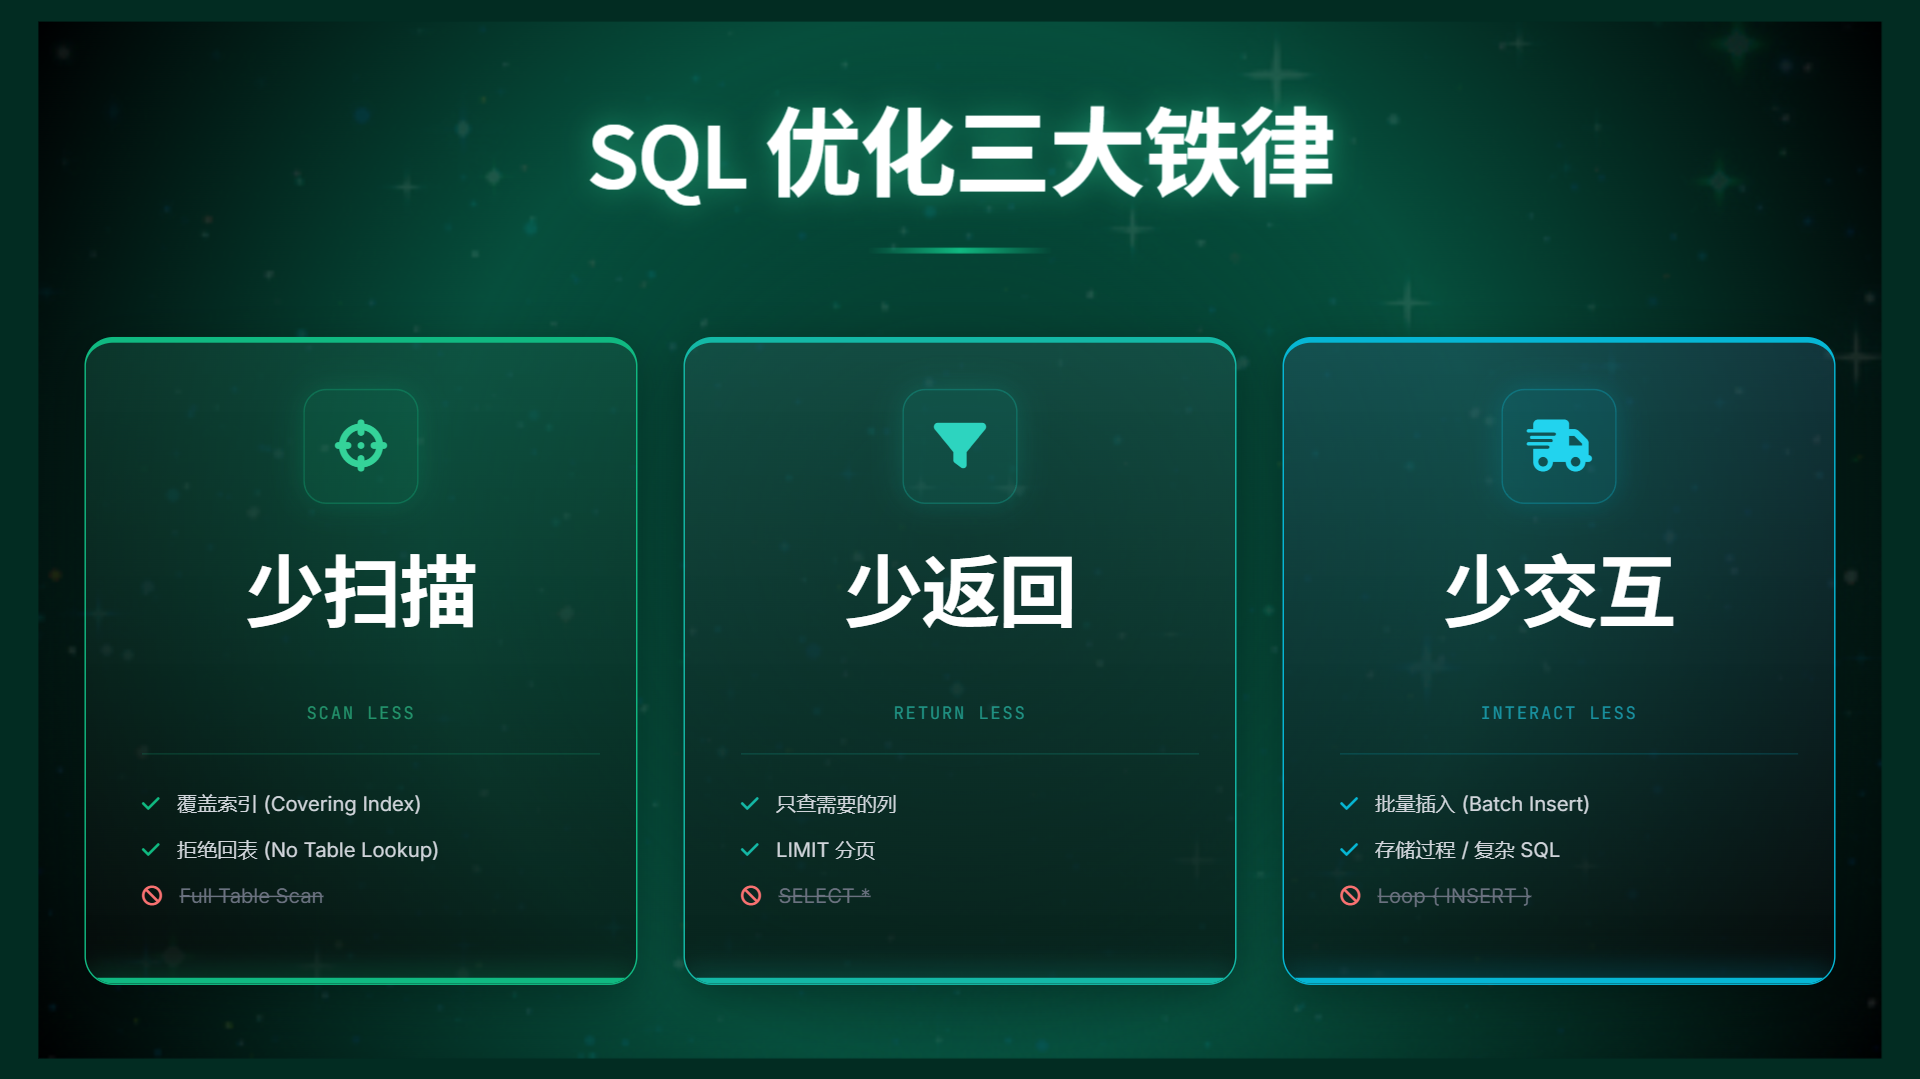 SQL 优化三大铁律
少扫描
SCAN LESS
覆盖索引 (Covering Index)
拒绝回表 (No Table Lookup)
Full Table Scan
少返回
RETURN LESS
只查需要的列
LIMIT 分页
SELECT *
少交互
INTERACT LESS
批量插入 (Batch Insert)
存储过程 / 复杂 SQL
Loop { INSERT }